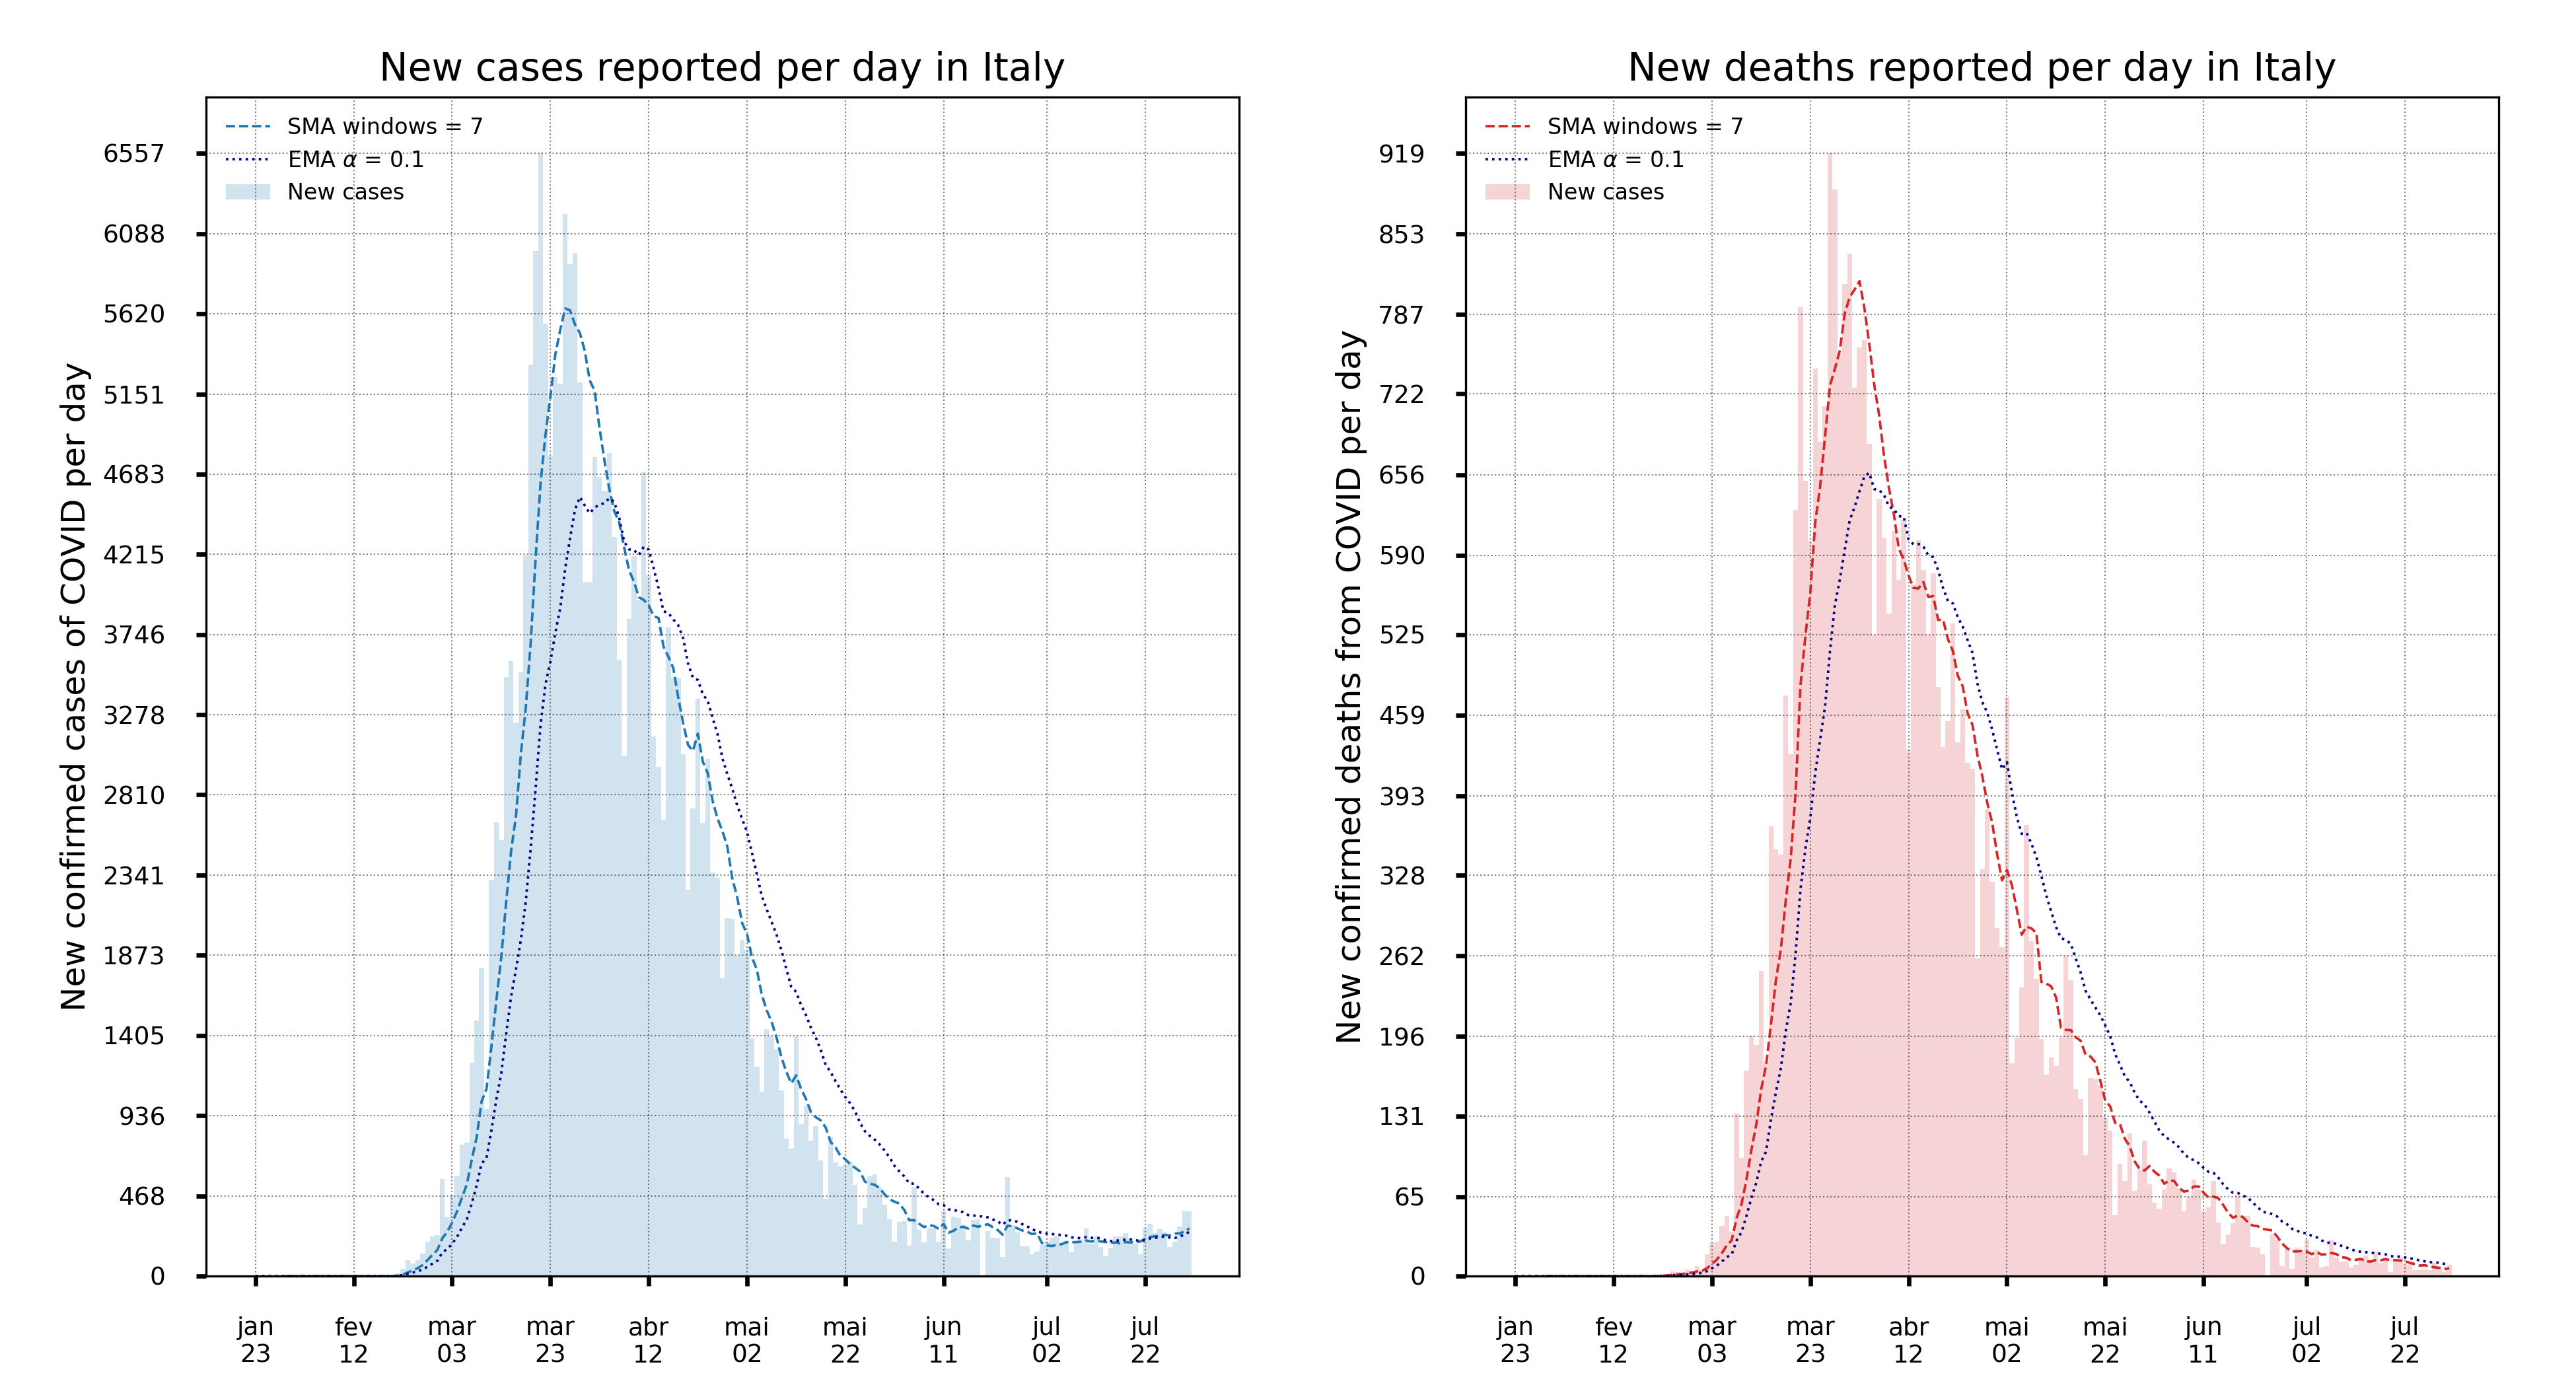 New cases reported per day in Italy
SMA windows = 7
EMA α = 0.1
New cases
New confirmed cases of COVID per day
6557
6088
5620
5151
4683
4215
3746
3278
2810
2341
1873
1405
936
468
0
jan fev mar mar abr mai mai jun jul jul
23 12 03 23 12 02 22 11 02 22
New deaths reported per day in Italy
SMA windows = 7
EMA α = 0.1
New cases
New confirmed deaths from COVID per day
919
853
787
722
656
590
525
459
393
328
262
196
131
65
0
jan fev mar mar abr mai mai jun jul jul
23 12 03 23 12 02 22 11 02 22